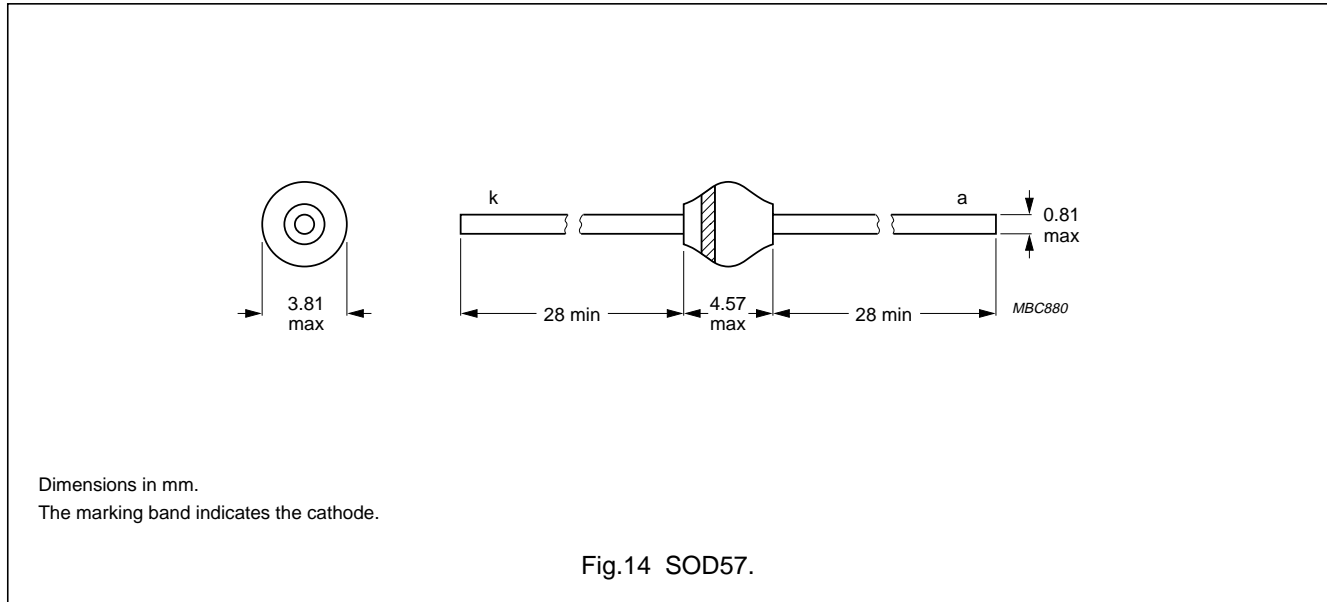 k
a
0.81
max
3.81
max
28 min
4.57
max
28 min
MBC880
Dimensions in mm.
The marking band indicates the cathode.
Fig.14 SOD57.